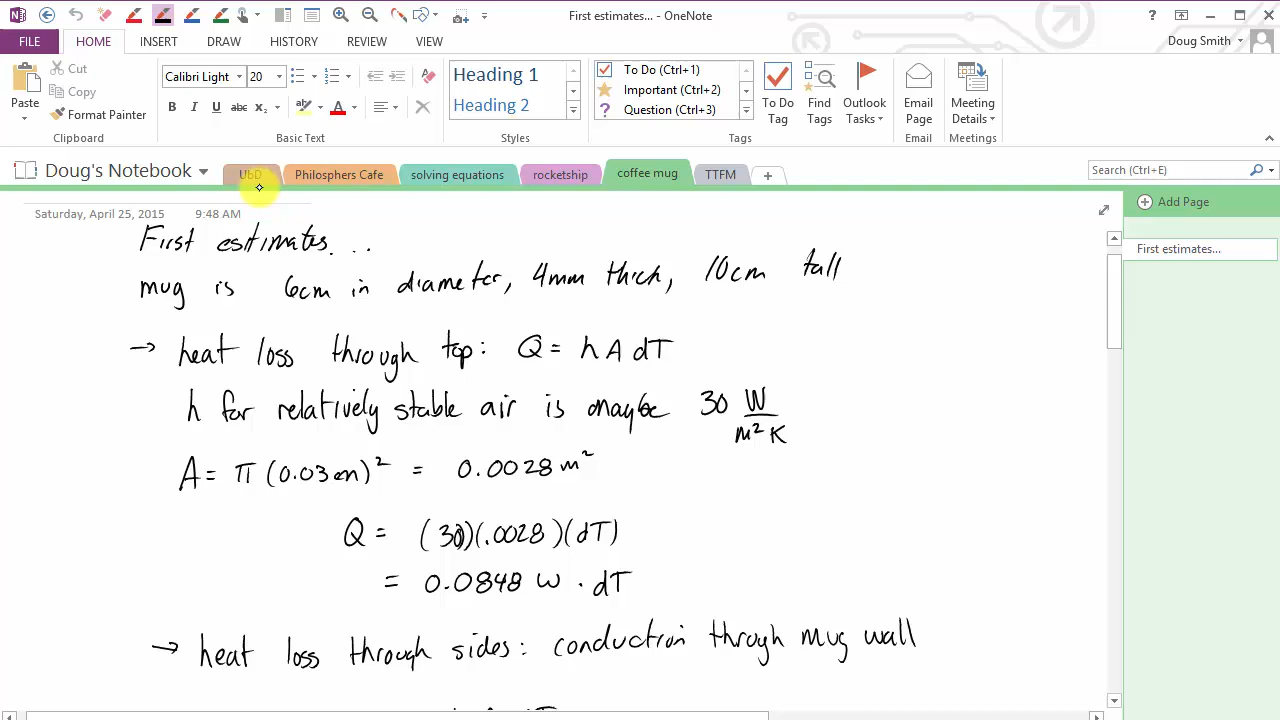 First estimates... - OneNote
?
FILE
HOME
INSERT
DRAW
HISTORY
REVIEW
VIEW
Doug Smith
Paste
Cut
Copy
Format Painter
Clipboard
Calibri Light
20
B I U abc x₂
A
Basic Text
Heading 1
Heading 2
Styles
To Do (Ctrl+1)
Important (Ctrl+2)
? Question (Ctrl+3)
To Do
Tag
Find
Tags
Outlook
Tasks
Tags
Email
Page
Email
Meeting
Details
Meetings
Doug's Notebook
UbD
Philosphers Cafe
solving equations
rocketship
coffee mug
TTFM
+
Search (Ctrl+E)
Add Page
First estimates...
Saturday, April 25, 2015 9:48 AM
First estimates...
mug is 6cm in diameter, 4mm thick, 10cm tall
→ heat loss through top: Q = h A dT
h for relatively stable air is maybe 30 W/m²K
A = π (0.03m)² = 0.0028 m²
Q = (30)(.0028)(dT)
= 0.0848 W · dT
→ heat loss through sides: conduction through mug wall